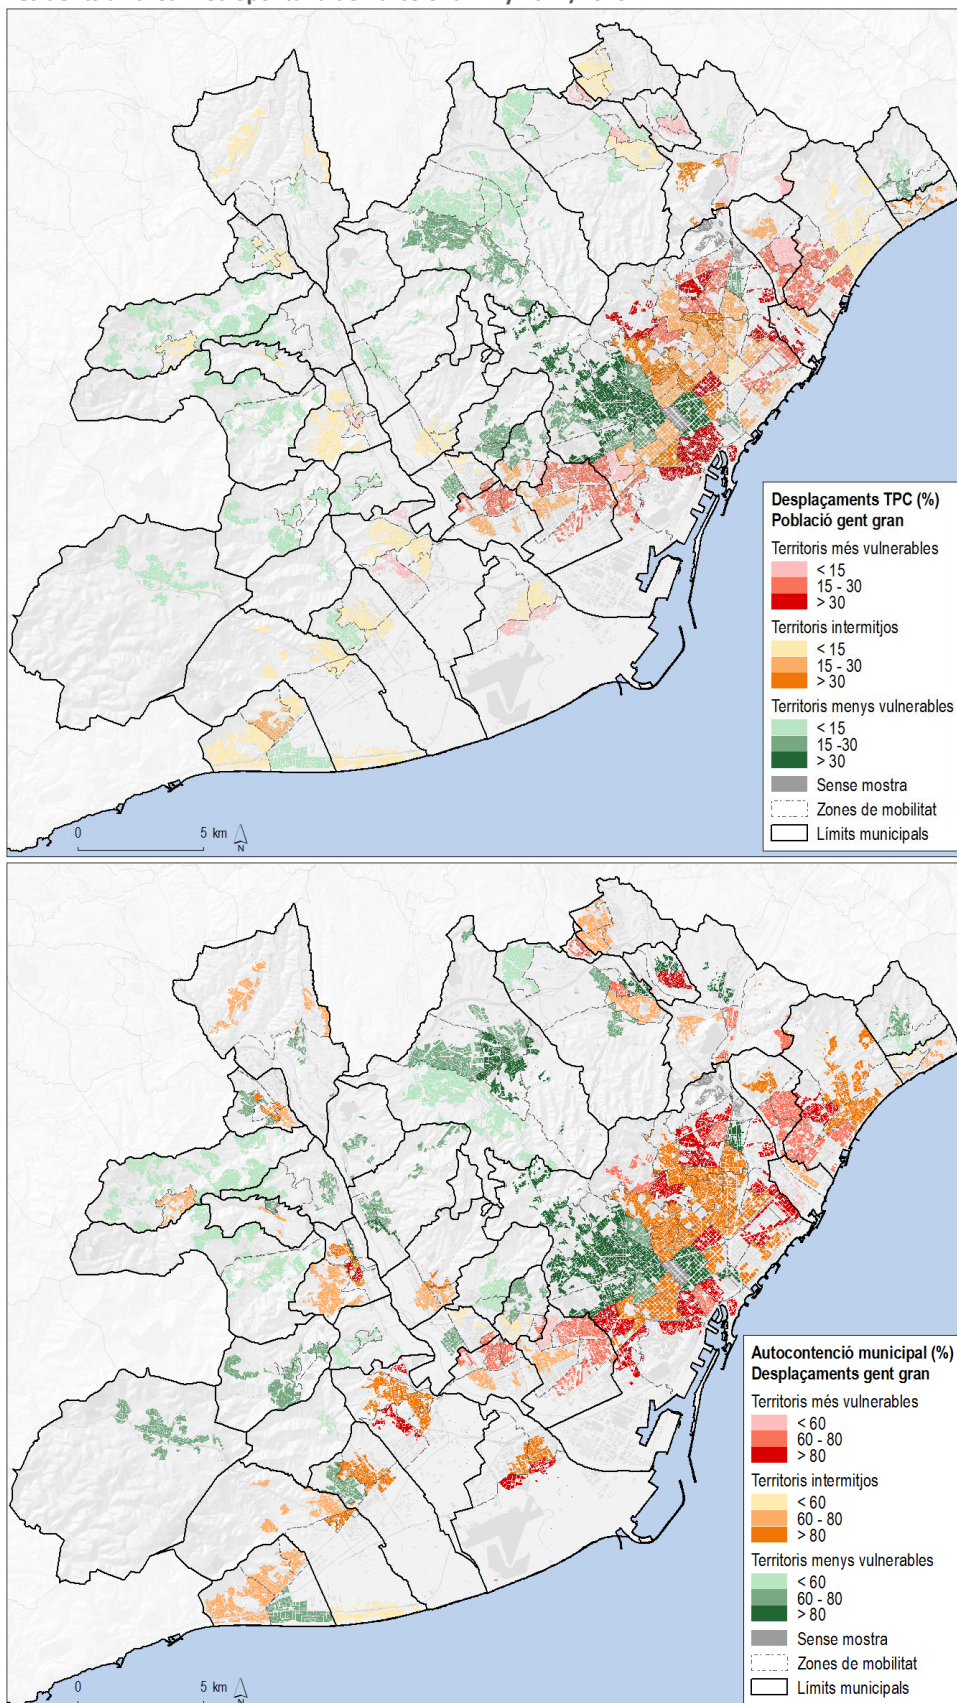 Desplaçaments TPC (%)
Població gent gran
Territoris més vulnerables
< 15
15 - 30
> 30
Territoris intermitjos
< 15
15 - 30
> 30
Territoris menys vulnerables
< 15
15 -30
> 30
Sense mostra
Zones de mobilitat
Límits municipals
0 5 km
N
Autocontenció municipal (%)
Desplaçaments gent gran
Territoris més vulnerables
< 60
60 - 80
> 80
Territoris intermitjos
< 60
60 - 80
> 80
Territoris menys vulnerables
< 60
60 - 80
> 80
Sense mostra
Zones de mobilitat
Límits municipals
0 5 km
N